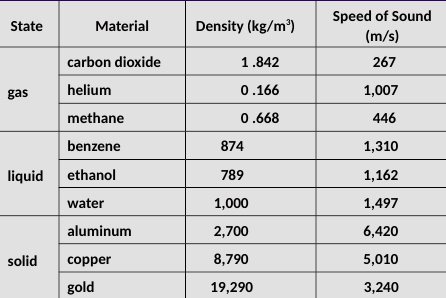 State Material Density (kg/m³) Speed of Sound (m/s)
gas carbon dioxide 1 .842 267
helium 0 .166 1,007
methane 0 .668 446
liquid benzene 874 1,310
ethanol 789 1,162
water 1,000 1,497
solid aluminum 2,700 6,420
copper 8,790 5,010
gold 19,290 3,240